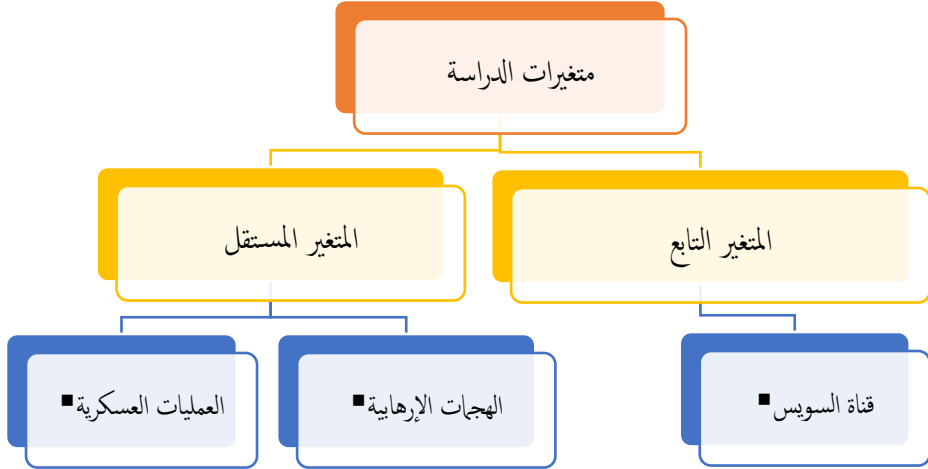 متغيرات الدراسة
المتغير التابع
المتغير المستقل
▪ قناة السويس
▪ الهجمات الإرهابية
▪ العمليات العسكرية